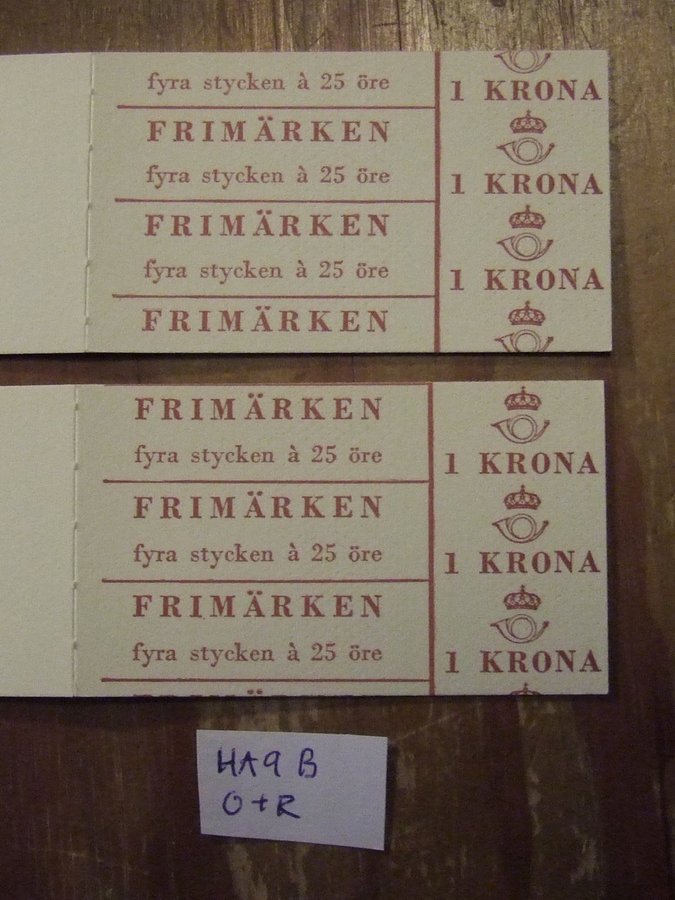 fyra stycken à 25 öre
1 KRONA
FRIMÄRKEN
fyra stycken à 25 öre
1 KRONA
FRIMÄRKEN
fyra stycken à 25 öre
1 KRONA
FRIMÄRKEN
FRIMÄRKEN
fyra stycken à 25 öre
1 KRONA
FRIMÄRKEN
fyra stycken à 25 öre
1 KRONA
FRIMÄRKEN
fyra stycken à 25 öre
1 KRONA
HA9 B
O+R